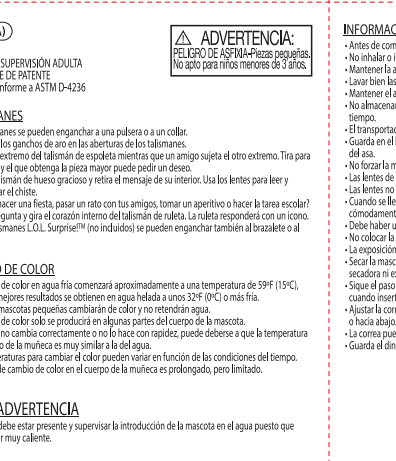 A)
SUPERVISIÓN ADULTA
E DE PATENTE
nforme a ASTM D-4236
ADVERTENCIA:
PELIGRO DE ASFIXIA-Piezas pequeñas.
No apto para niños menores de 3 años.
MANES
manes se pueden enganchar a una pulsera o a un collar.
los ganchos de aro en las aberturas de los talismanes.
extremo del talismán de espoleta mientras que un amigo sujeta el otro extremo. Tira para
y el que obtenga la pieza mayor puede pedir un deseo.
lismán de hueso gracioso y retira el mensaje de su interior. Usa los lentes para leer y
ar el chiste.
hacer una fiesta, pasar un rato con tus amigos, tomar un aperitivo o hacer la tarea escolar?
egunta y gira el corazón interno del talismán de ruleta. La ruleta responderá con un icono.
ismanes L.O.L. Surprise!™ (no incluidos) se pueden enganchar también al brazalete o al
O DE COLOR
de color en agua fría comenzará aproximadamente a una temperatura de 59ºF (15ºC),
mejores resultados se obtienen en agua helada a unos 32ºF (0ºC) o más fría.
mascotas pequeñas cambiarán de color y no retendrán agua.
de color solo se producirá en algunas partes del cuerpo de la mascota.
no cambia correctamente o no lo hace con rapidez, puede deberse a que la temperatura
o de la muñeca es muy similar a la del agua.
eraturas para cambiar el color pueden variar en función de las condiciones del tiempo.
de cambio de color en el cuerpo de la muñeca es prolongado, pero limitado.
ADVERTENCIA
debe estar presente y supervisar la introducción de la mascota en el agua puesto que
r muy caliente.
INFORMAC
• Antes de com
• No inhalar o i
• Mantener la a
• Lavar bien las
• Mantener el a
• No almacenar
tiempo.
• El transportad
• Guarda en el l
del asa.
• No forzar la m
• Las lentes de
• Las lentes no
• Cuando se lle
cómodament
• Debe haber u
• No colocar la
• La exposición
• Secar la masc
secadora ni e
• Sigue el paso
cuando insert
• Ajustar la corr
o hacia abajo.
• La correa pue
• Guarda el din